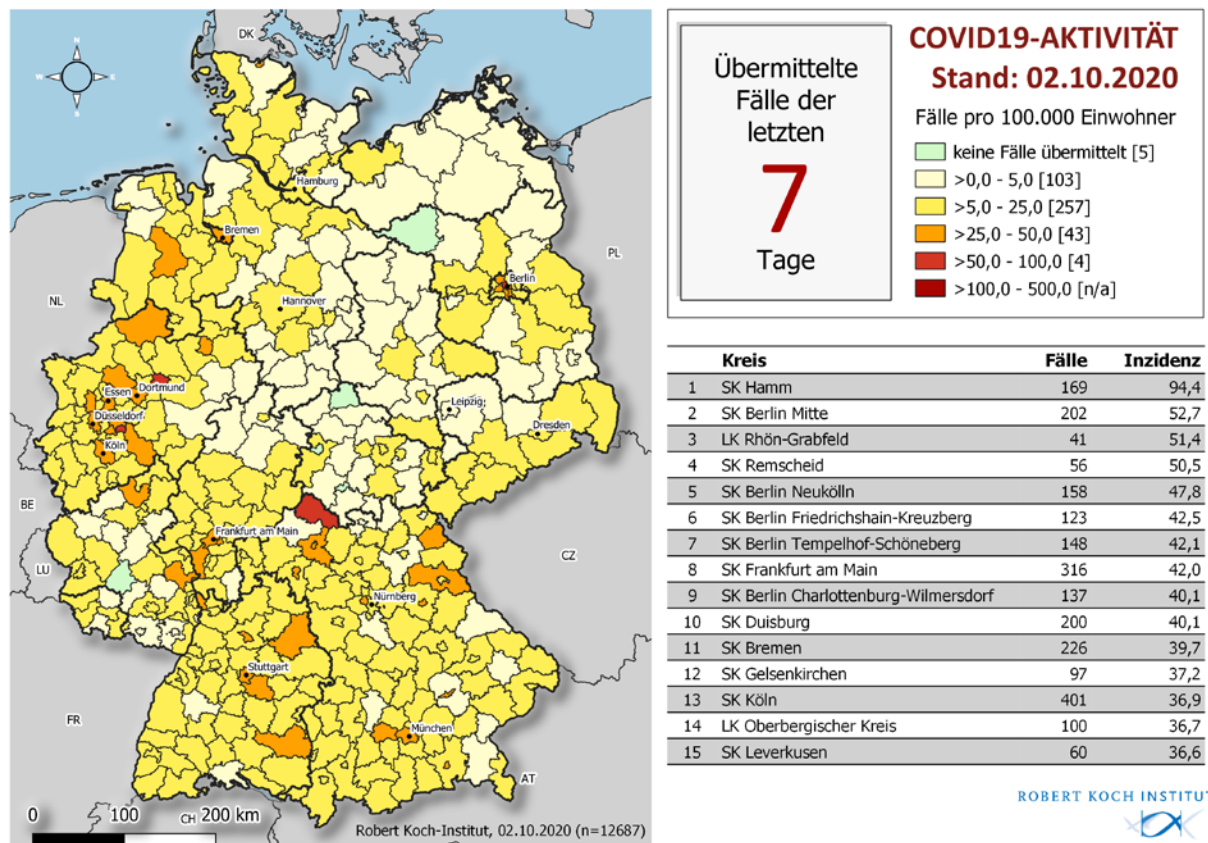 DK
N
W
E
S
Hamburg
Bremen
PL
Berlin
NL
Hannover
Essen
Dortmund
Düsseldorf
Leipzig
Dresden
Köln
BE
Frankfurt am Main
CZ
LU
Nürnberg
Stuttgart
FR
München
AT
0 100 200 km
CH
Robert Koch-Institut, 02.10.2020 (n=12687)
Übermittelte
Fälle der
letzten
7
Tage
COVID19-AKTIVITÄT
Stand: 02.10.2020
Fälle pro 100.000 Einwohner
keine Fälle übermittelt [5]
>0,0 - 5,0 [103]
>5,0 - 25,0 [257]
>25,0 - 50,0 [43]
>50,0 - 100,0 [4]
>100,0 - 500,0 [n/a]
Kreis Fälle Inzidenz
1 SK Hamm 169 94,4
2 SK Berlin Mitte 202 52,7
3 LK Rhön-Grabfeld 41 51,4
4 SK Remscheid 56 50,5
5 SK Berlin Neukölln 158 47,8
6 SK Berlin Friedrichshain-Kreuzberg 123 42,5
7 SK Berlin Tempelhof-Schöneberg 148 42,1
8 SK Frankfurt am Main 316 42,0
9 SK Berlin Charlottenburg-Wilmersdorf 137 40,1
10 SK Duisburg 200 40,1
11 SK Bremen 226 39,7
12 SK Gelsenkirchen 97 37,2
13 SK Köln 401 36,9
14 LK Oberbergischer Kreis 100 36,7
15 SK Leverkusen 60 36,6
ROBERT KOCH INSTITUT